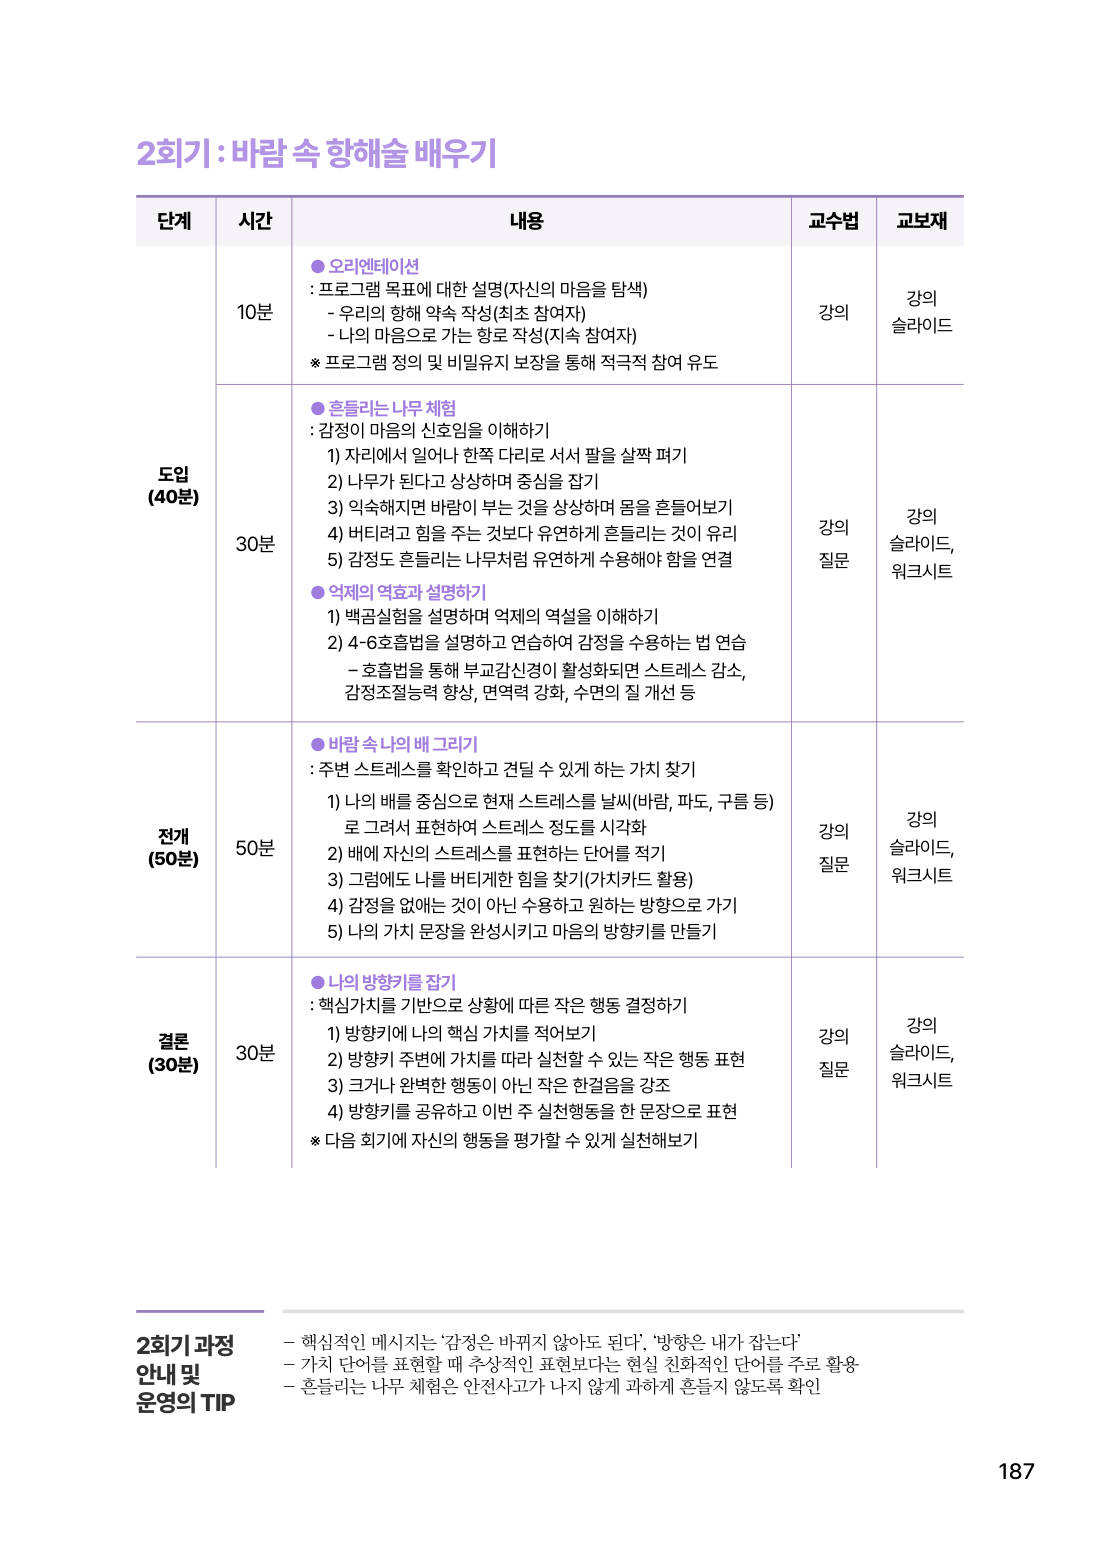 2회기 : 바람 속 항해술 배우기
단계 시간 내용 교수법 교보재
도입
(40분)
10분
● 오리엔테이션
: 프로그램 목표에 대한 설명(자신의 마음을 탐색)
- 우리의 항해 약속 작성(최초 참여자)
- 나의 마음으로 가는 항로 작성(지속 참여자)
※ 프로그램 정의 및 비밀유지 보장을 통해 적극적 참여 유도
강의
강의
슬라이드
30분
● 흔들리는 나무 체험
: 감정이 마음의 신호임을 이해하기
1) 자리에서 일어나 한쪽 다리로 서서 팔을 살짝 펴기
2) 나무가 된다고 상상하며 중심을 잡기
3) 익숙해지면 바람이 부는 것을 상상하며 몸을 흔들어보기
4) 버티려고 힘을 주는 것보다 유연하게 흔들리는 것이 유리
5) 감정도 흔들리는 나무처럼 유연하게 수용해야 함을 연결
● 억제의 역효과 설명하기
1) 백곰실험을 설명하며 억제의 역설을 이해하기
2) 4-6호흡법을 설명하고 연습하여 감정을 수용하는 법 연습
– 호흡법을 통해 부교감신경이 활성화되면 스트레스 감소,
감정조절능력 향상, 면역력 강화, 수면의 질 개선 등
강의
질문
강의
슬라이드,
워크시트
전개
(50분)
50분
● 바람 속 나의 배 그리기
: 주변 스트레스를 확인하고 견딜 수 있게 하는 가치 찾기
1) 나의 배를 중심으로 현재 스트레스를 날씨(바람, 파도, 구름 등)
로 그려서 표현하여 스트레스 정도를 시각화
2) 배에 자신의 스트레스를 표현하는 단어를 적기
3) 그럼에도 나를 버티게한 힘을 찾기(가치카드 활용)
4) 감정을 없애는 것이 아닌 수용하고 원하는 방향으로 가기
5) 나의 가치 문장을 완성시키고 마음의 방향키를 만들기
강의
질문
강의
슬라이드,
워크시트
결론
(30분)
30분
● 나의 방향키를 잡기
: 핵심가치를 기반으로 상황에 따른 작은 행동 결정하기
1) 방향키에 나의 핵심 가치를 적어보기
2) 방향키 주변에 가치를 따라 실천할 수 있는 작은 행동 표현
3) 크거나 완벽한 행동이 아닌 작은 한걸음을 강조
4) 방향키를 공유하고 이번 주 실천행동을 한 문장으로 표현
※ 다음 회기에 자신의 행동을 평가할 수 있게 실천해보기
강의
질문
강의
슬라이드,
워크시트
2회기 과정
안내 및
운영의 TIP
– 핵심적인 메시지는 ‘감정은 바뀌지 않아도 된다’, ‘방향은 내가 잡는다’
– 가치 단어를 표현할 때 추상적인 표현보다는 현실 친화적인 단어를 주로 활용
– 흔들리는 나무 체험은 안전사고가 나지 않게 과하게 흔들지 않도록 확인
187